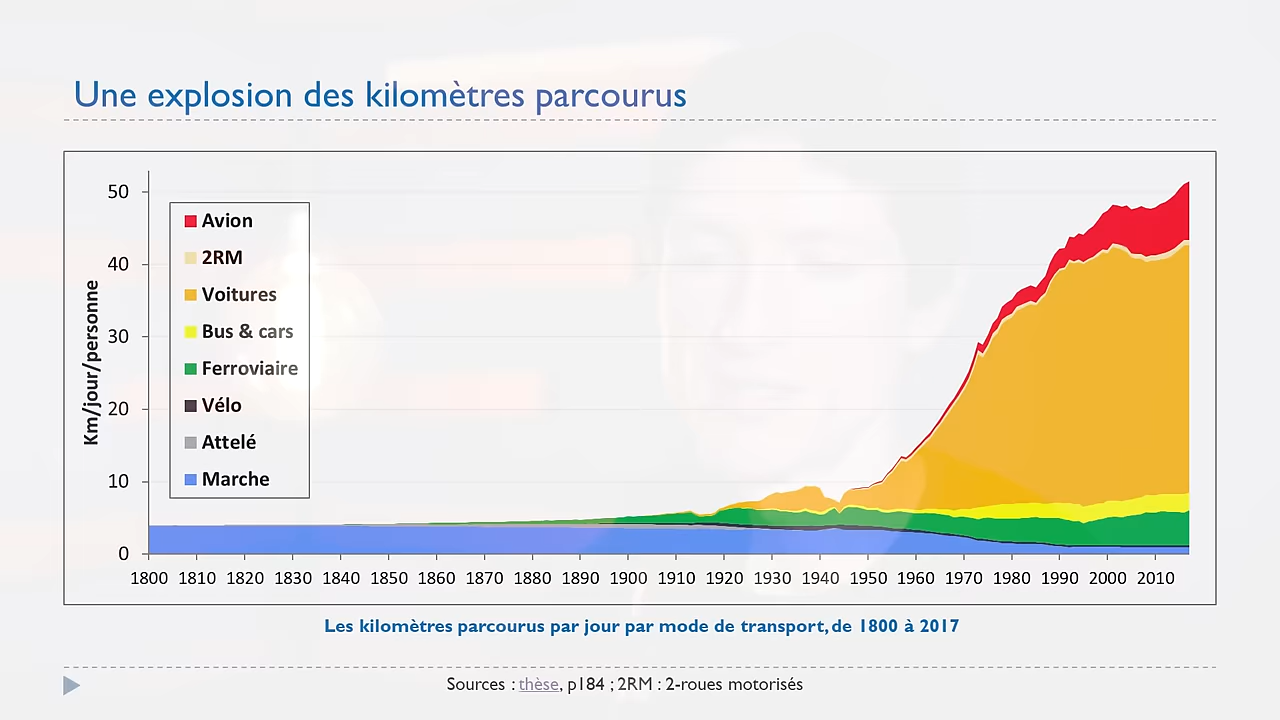 Une explosion des kilomètres parcourus
Km/jour/personne
50
40
30
20
10
0
Avion
2RM
Voitures
Bus & cars
Ferroviaire
Vélo
Attelé
Marche
1800 1810 1820 1830 1840 1850 1860 1870 1880 1890 1900 1910 1920 1930 1940 1950 1960 1970 1980 1990 2000 2010
Les kilomètres parcourus par jour par mode de transport, de 1800 à 2017
Sources : thèse, p184 ; 2RM : 2-roues motorisés